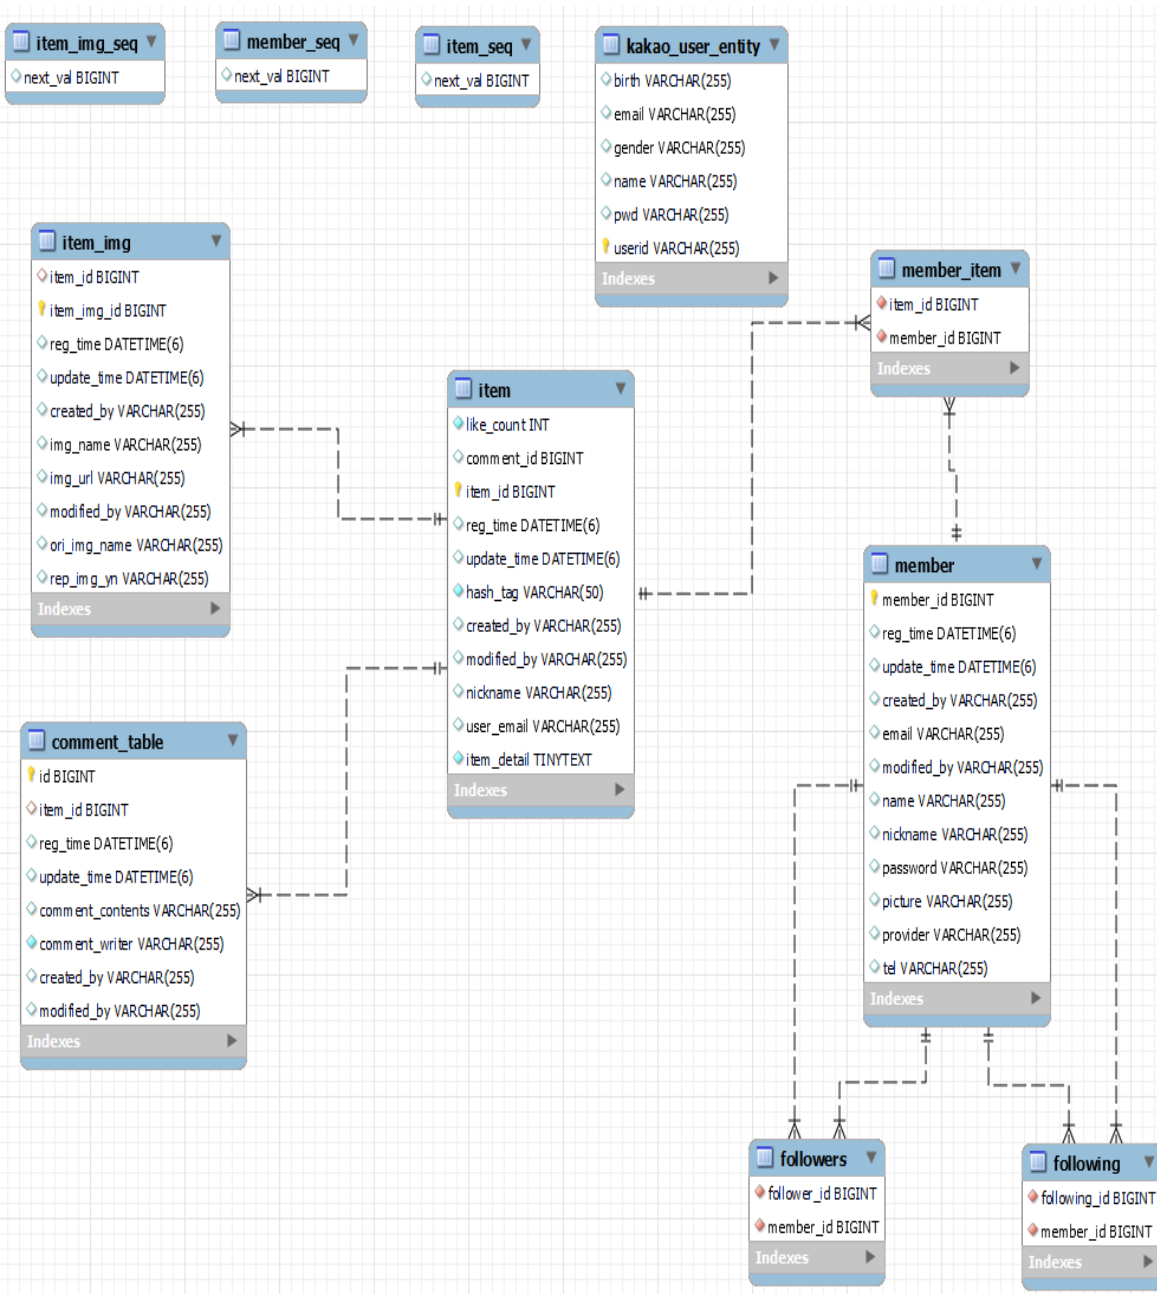 item_img_seq
next_val BIGINT
member_seq
next_val BIGINT
item_seq
next_val BIGINT
kakao_user_entity
birth VARCHAR(255)
email VARCHAR(255)
gender VARCHAR(255)
name VARCHAR(255)
pwd VARCHAR(255)
userid VARCHAR(255)
Indexes
item_img
item_id BIGINT
item_img_id BIGINT
reg_time DATETIME(6)
update_time DATETIME(6)
created_by VARCHAR(255)
img_name VARCHAR(255)
img_url VARCHAR(255)
modified_by VARCHAR(255)
ori_img_name VARCHAR(255)
rep_img_yn VARCHAR(255)
Indexes
member_item
item_id BIGINT
member_id BIGINT
Indexes
item
like_count INT
comment_id BIGINT
item_id BIGINT
reg_time DATETIME(6)
update_time DATETIME(6)
hash_tag VARCHAR(50)
created_by VARCHAR(255)
modified_by VARCHAR(255)
nickname VARCHAR(255)
user_email VARCHAR(255)
item_detail TINYTEXT
Indexes
member
member_id BIGINT
reg_time DATETIME(6)
update_time DATETIME(6)
created_by VARCHAR(255)
email VARCHAR(255)
modified_by VARCHAR(255)
name VARCHAR(255)
nickname VARCHAR(255)
password VARCHAR(255)
picture VARCHAR(255)
provider VARCHAR(255)
tel VARCHAR(255)
Indexes
comment_table
id BIGINT
item_id BIGINT
reg_time DATETIME(6)
update_time DATETIME(6)
comment_contents VARCHAR(255)
comment_writer VARCHAR(255)
created_by VARCHAR(255)
modified_by VARCHAR(255)
Indexes
followers
follower_id BIGINT
member_id BIGINT
Indexes
following
following_id BIGINT
member_id BIGINT
Indexes